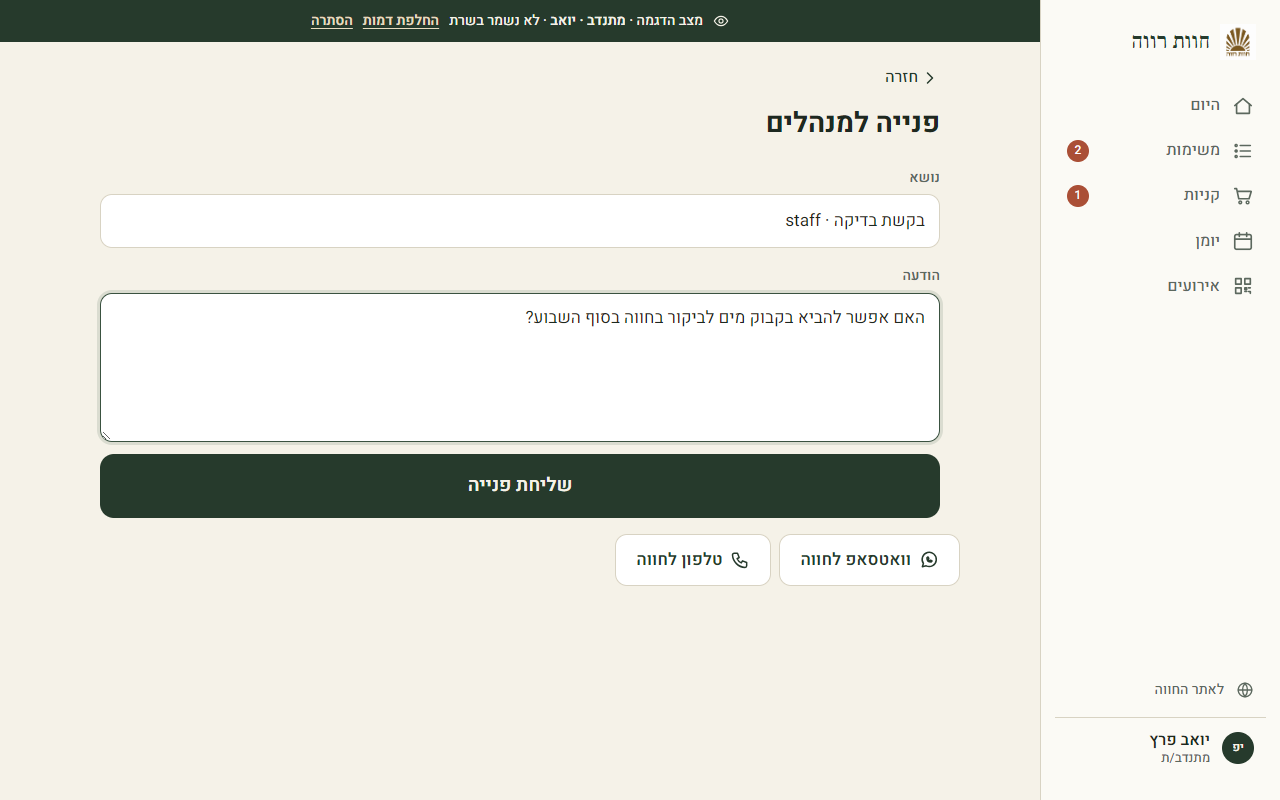 מצב הדגמה · מתנדב · יואב · לא נשמר בשרת החלפת דמות הסתרה
חוות רווה
היום
משימות 2
קניות 1
יומן
אירועים
לאתר החווה
יפ
יואב פרץ
מתנדב/ת
חזרה
פנייה למנהלים
נושא
בקשת בדיקה · staff
הודעה
האם אפשר להביא בקבוק מים לביקור בחווה בסוף השבוע?
שליחת פנייה
וואטסאפ לחווה
טלפון לחווה